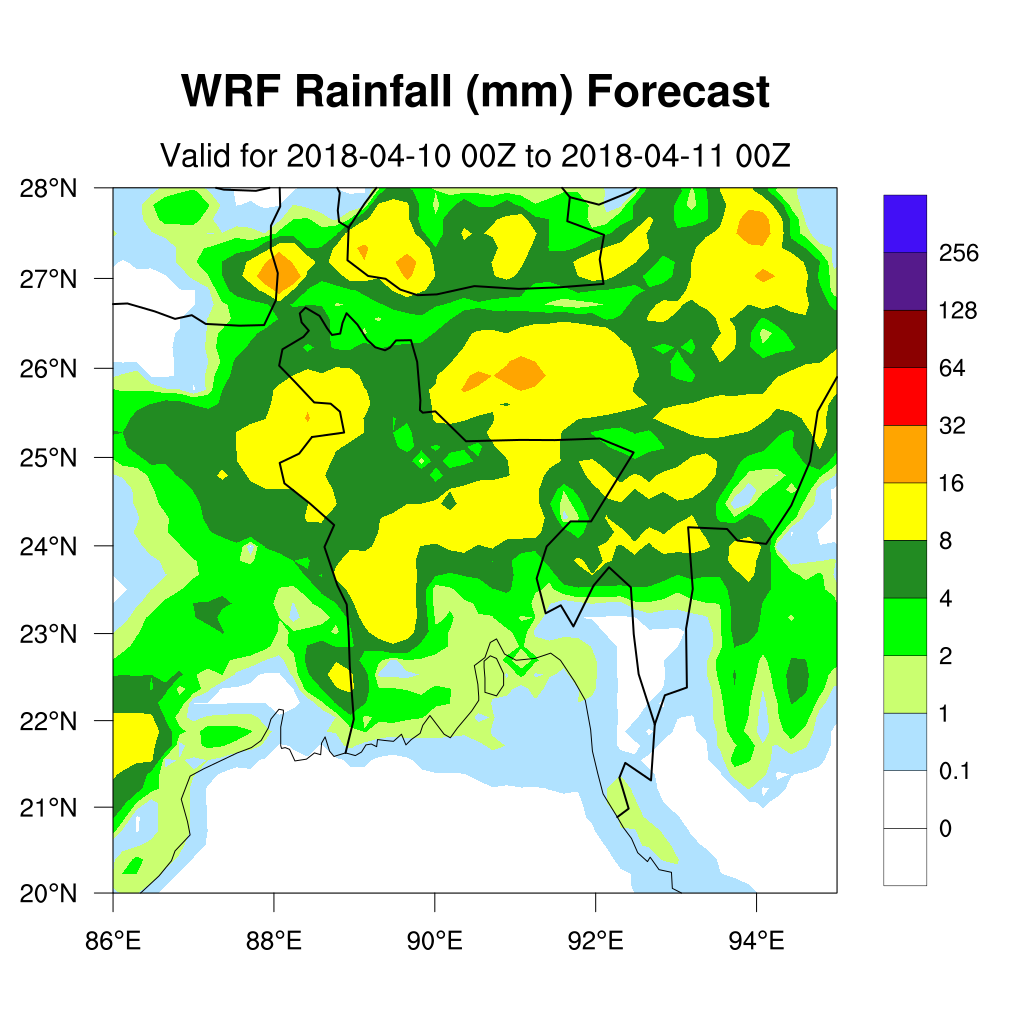 WRF Rainfall (mm) Forecast
Valid for 2018-04-10 00Z to 2018-04-11 00Z
28°N
27°N
26°N
25°N
24°N
23°N
22°N
21°N
20°N
86°E
88°E
90°E
92°E
94°E
256
128
64
32
16
8
4
2
1
0.1
0